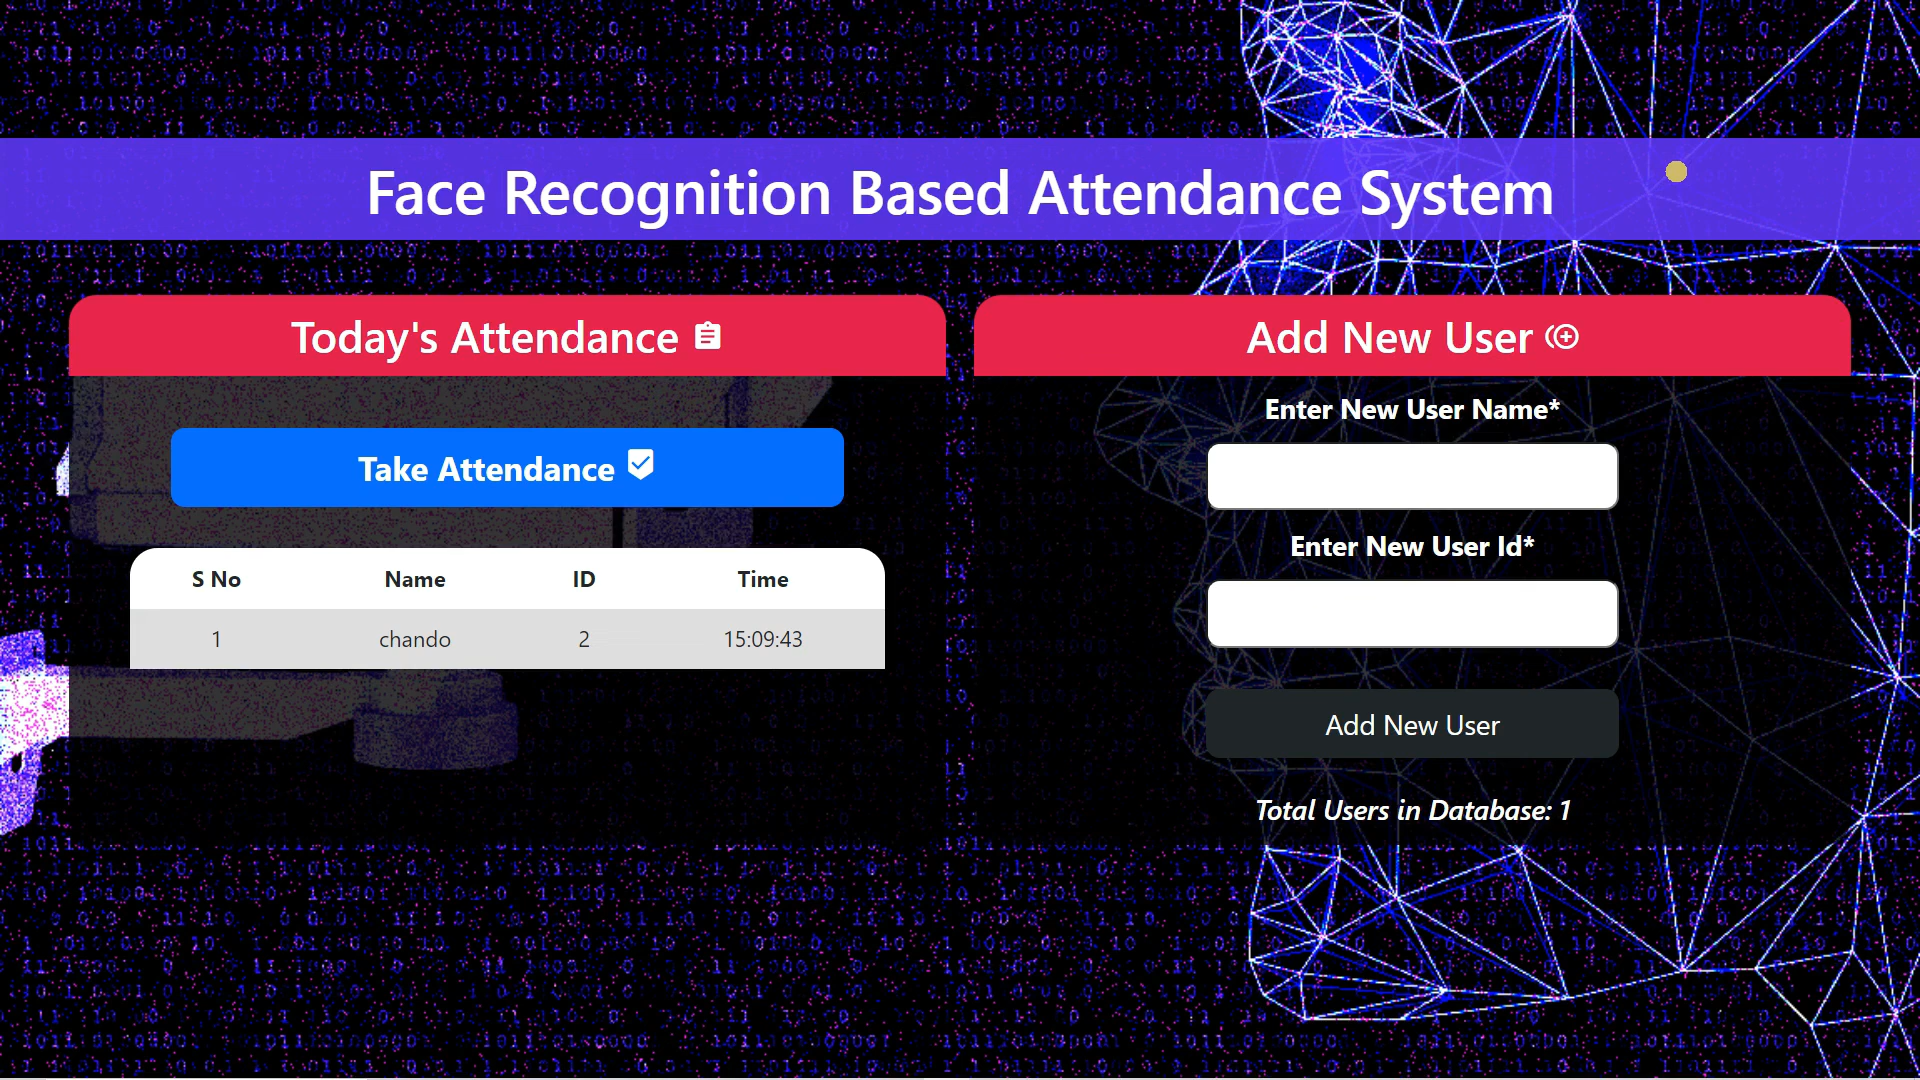 Face Recognition Based Attendance System
Today's Attendance
Take Attendance
S No Name ID Time
1 chando 2 15:09:43
Add New User
Enter New User Name*
Enter New User Id*
Add New User
Total Users in Database: 1